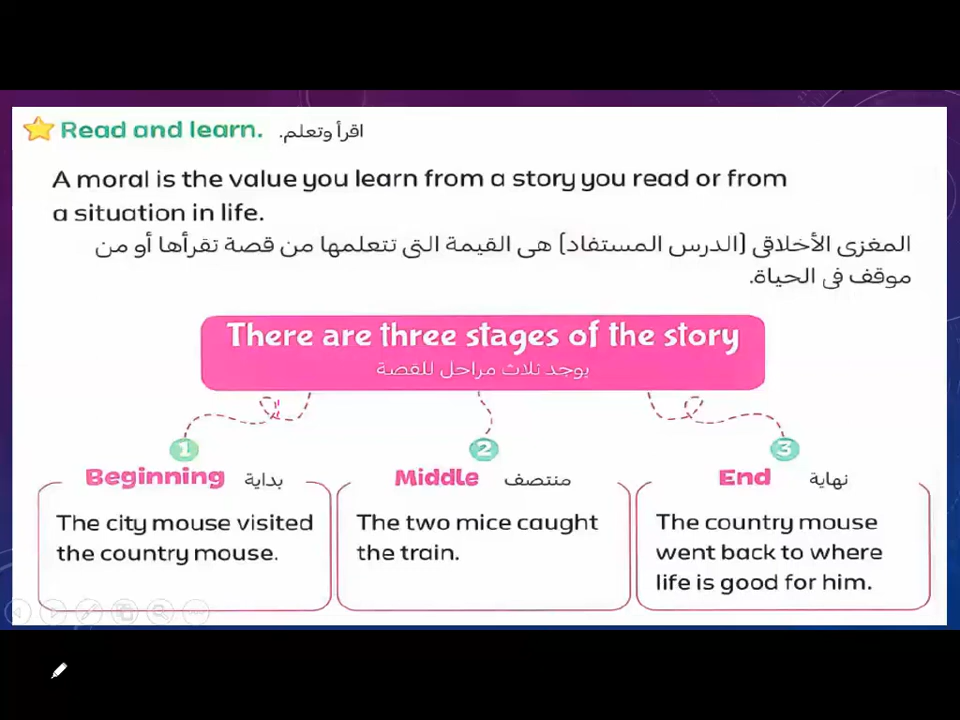 Read and learn. اقرأ وتعلم.
A moral is the value you learn from a story you read or from
a situation in life.
المغزى الأخلاقى (الدرس المستفاد) هى القيمة التى تتعلمها من قصة تقرأها أو من
موقف فى الحياة.
There are three stages of the story
يوجد ثلاث مراحل للقصة
1
Beginning بداية
The city mouse visited
the country mouse.
2
Middle منتصف
The two mice caught
the train.
3
End نهاية
The country mouse
went back to where
life is good for him.